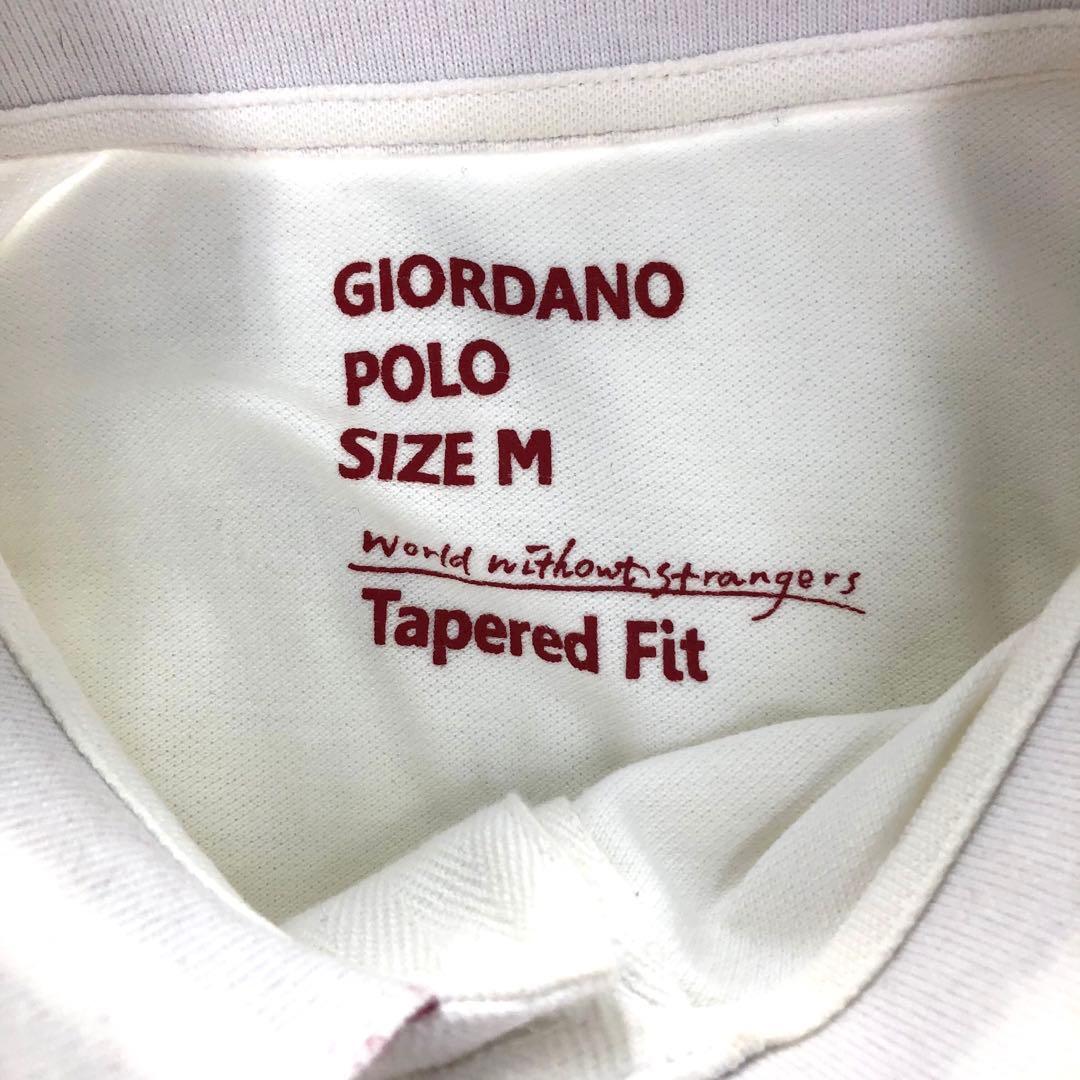 GIORDANO
POLO
SIZE M
World without strangers
Tapered Fit